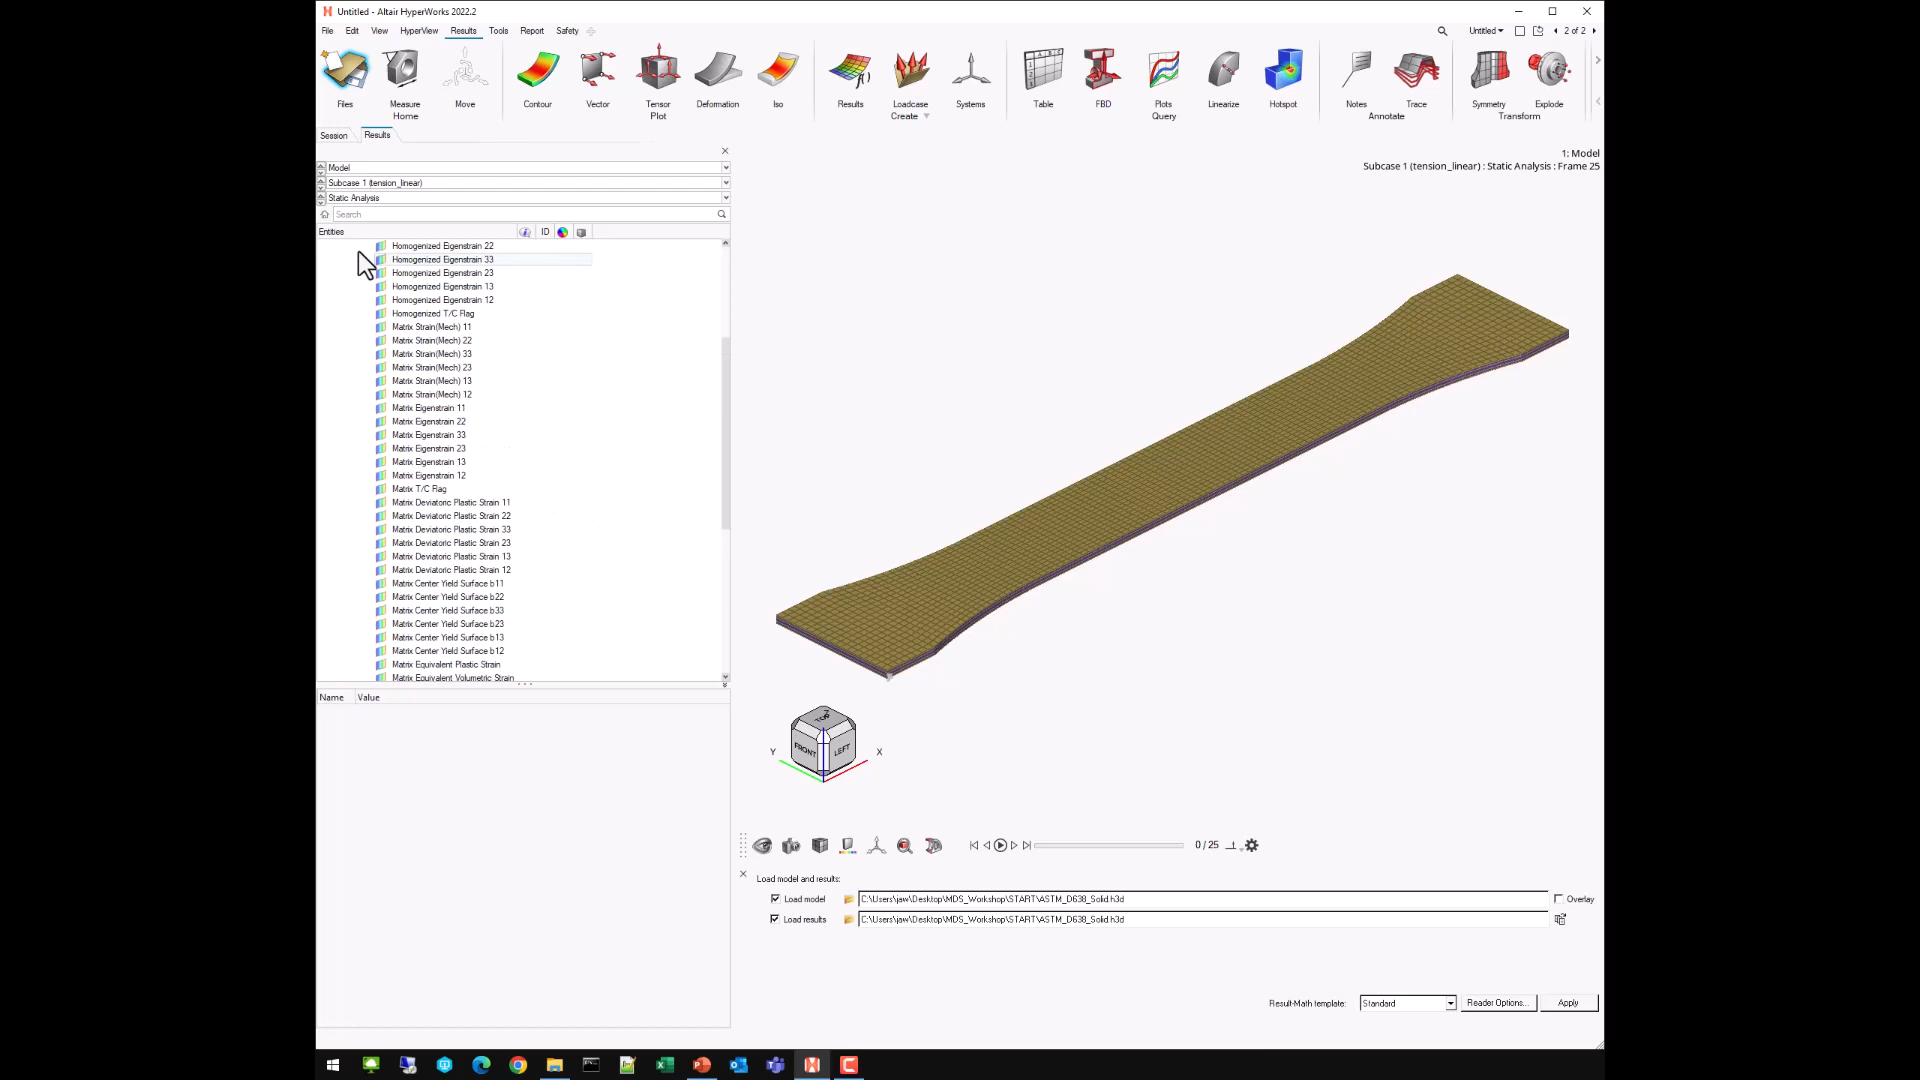 Untitled - Altair HyperWorks 2022.2
File Edit View HyperView Results Tools Report Safety
Untitled 2 of 2
Files Measure Move Contour Vector Tensor Deformation Iso Results Loadcase Systems Table FBD Plots Linearize Hotspot Notes Trace Symmetry Explode
Home Plot Create Query Annotate Transform
Session Results
Model
Subcase 1 (tension_linear)
Static Analysis
Search
Entities ID
Homogenized Eigenstrain 22
Homogenized Eigenstrain 33
Homogenized Eigenstrain 23
Homogenized Eigenstrain 13
Homogenized Eigenstrain 12
Homogenized T/C Flag
Matrix Strain(Mech) 11
Matrix Strain(Mech) 22
Matrix Strain(Mech) 33
Matrix Strain(Mech) 23
Matrix Strain(Mech) 13
Matrix Strain(Mech) 12
Matrix Eigenstrain 11
Matrix Eigenstrain 22
Matrix Eigenstrain 33
Matrix Eigenstrain 23
Matrix Eigenstrain 13
Matrix Eigenstrain 12
Matrix T/C Flag
Matrix Deviatoric Plastic Strain 11
Matrix Deviatoric Plastic Strain 22
Matrix Deviatoric Plastic Strain 33
Matrix Deviatoric Plastic Strain 23
Matrix Deviatoric Plastic Strain 13
Matrix Deviatoric Plastic Strain 12
Matrix Center Yield Surface b11
Matrix Center Yield Surface b22
Matrix Center Yield Surface b33
Matrix Center Yield Surface b23
Matrix Center Yield Surface b13
Matrix Center Yield Surface b12
Matrix Equivalent Plastic Strain
Matrix Equivalent Volumetric Strain
Name Value
1: Model
Subcase 1 (tension_linear) : Static Analysis : Frame 25
TOP
FRONT LEFT
Y X
0 / 25
Load model and results:
Load model C:\Users\jaw\Desktop\MDS_Workshop\START\ASTM_D638_Solid.h3d Overlay
Load results C:\Users\jaw\Desktop\MDS_Workshop\START\ASTM_D638_Solid.h3d
Result-Math template: Standard Reader Options... Apply